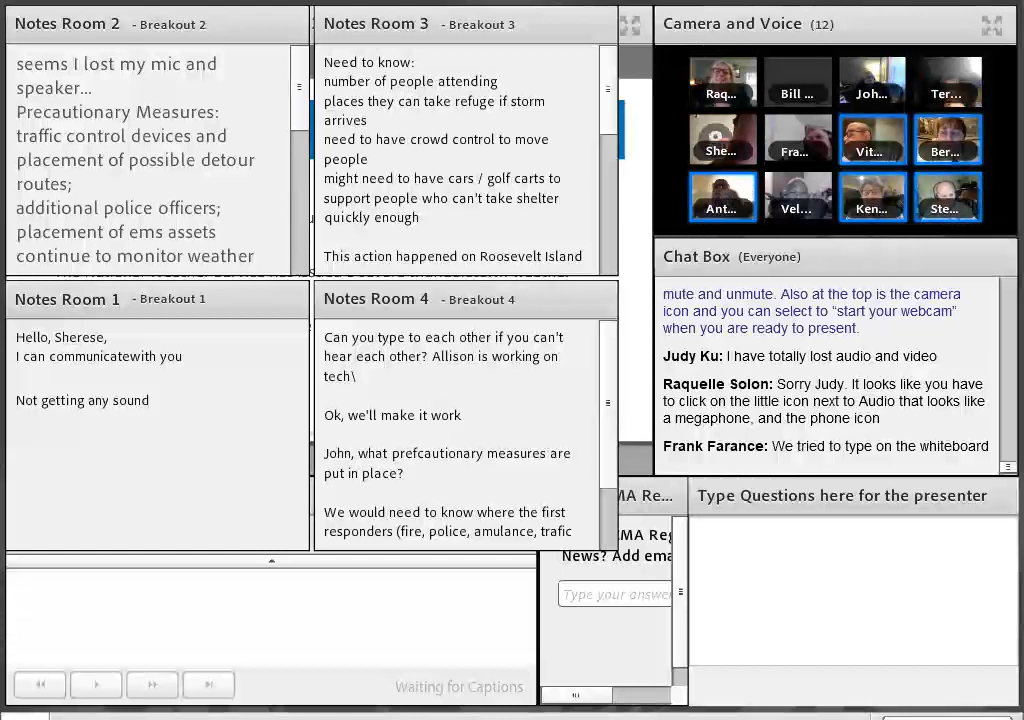 Notes Room 2 - Breakout 2
seems I lost my mic and
speaker...
Precautionary Measures:
traffic control devices and
placement of possible detour
routes;
additional police officers;
placement of ems assets
continue to monitor weather
Notes Room 3 - Breakout 3
Need to know:
number of people attending
places they can take refuge if storm
arrives
need to have crowd control to move
people
might need to have cars / golf carts to
support people who can't take shelter
quickly enough
This action happened on Roosevelt Island
Camera and Voice (12)
Raq...
Bill ...
Joh...
Ter...
She...
Fra...
Vit...
Ber...
Ant...
Vel...
Ken...
Ste...
Chat Box (Everyone)
mute and unmute. Also at the top is the camera
icon and you can select to “start your webcam”
when you are ready to present.
Judy Ku: I have totally lost audio and video
Raquelle Solon: Sorry Judy. It looks like you have
to click on the little icon next to Audio that looks like
a megaphone, and the phone icon
Frank Farance: We tried to type on the whiteboard
Notes Room 1 - Breakout 1
Hello, Sherese,
I can communicatewith you
Not getting any sound
Notes Room 4 - Breakout 4
Can you type to each other if you can't
hear each other? Allison is working on
tech\
Ok, we'll make it work
John, what prefcautionary measures are
put in place?
We would need to know where the first
responders (fire, police, amulance, trafic
MA Re...
MA Reg
News? Add ema
Type your answer
Type Questions here for the presenter
Waiting for Captions